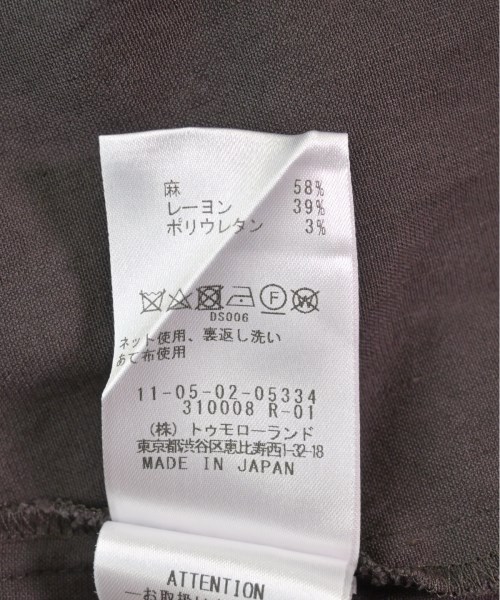 麻 58%
レーヨン 39%
ポリウレタン 3%
DS006
ネット使用、裏返し洗い
あて布使用
11-05-02-05334
310008 R-01
(株) トゥモローランド
東京都渋谷区恵比寿西1-32-18
MADE IN JAPAN
ATTENTION